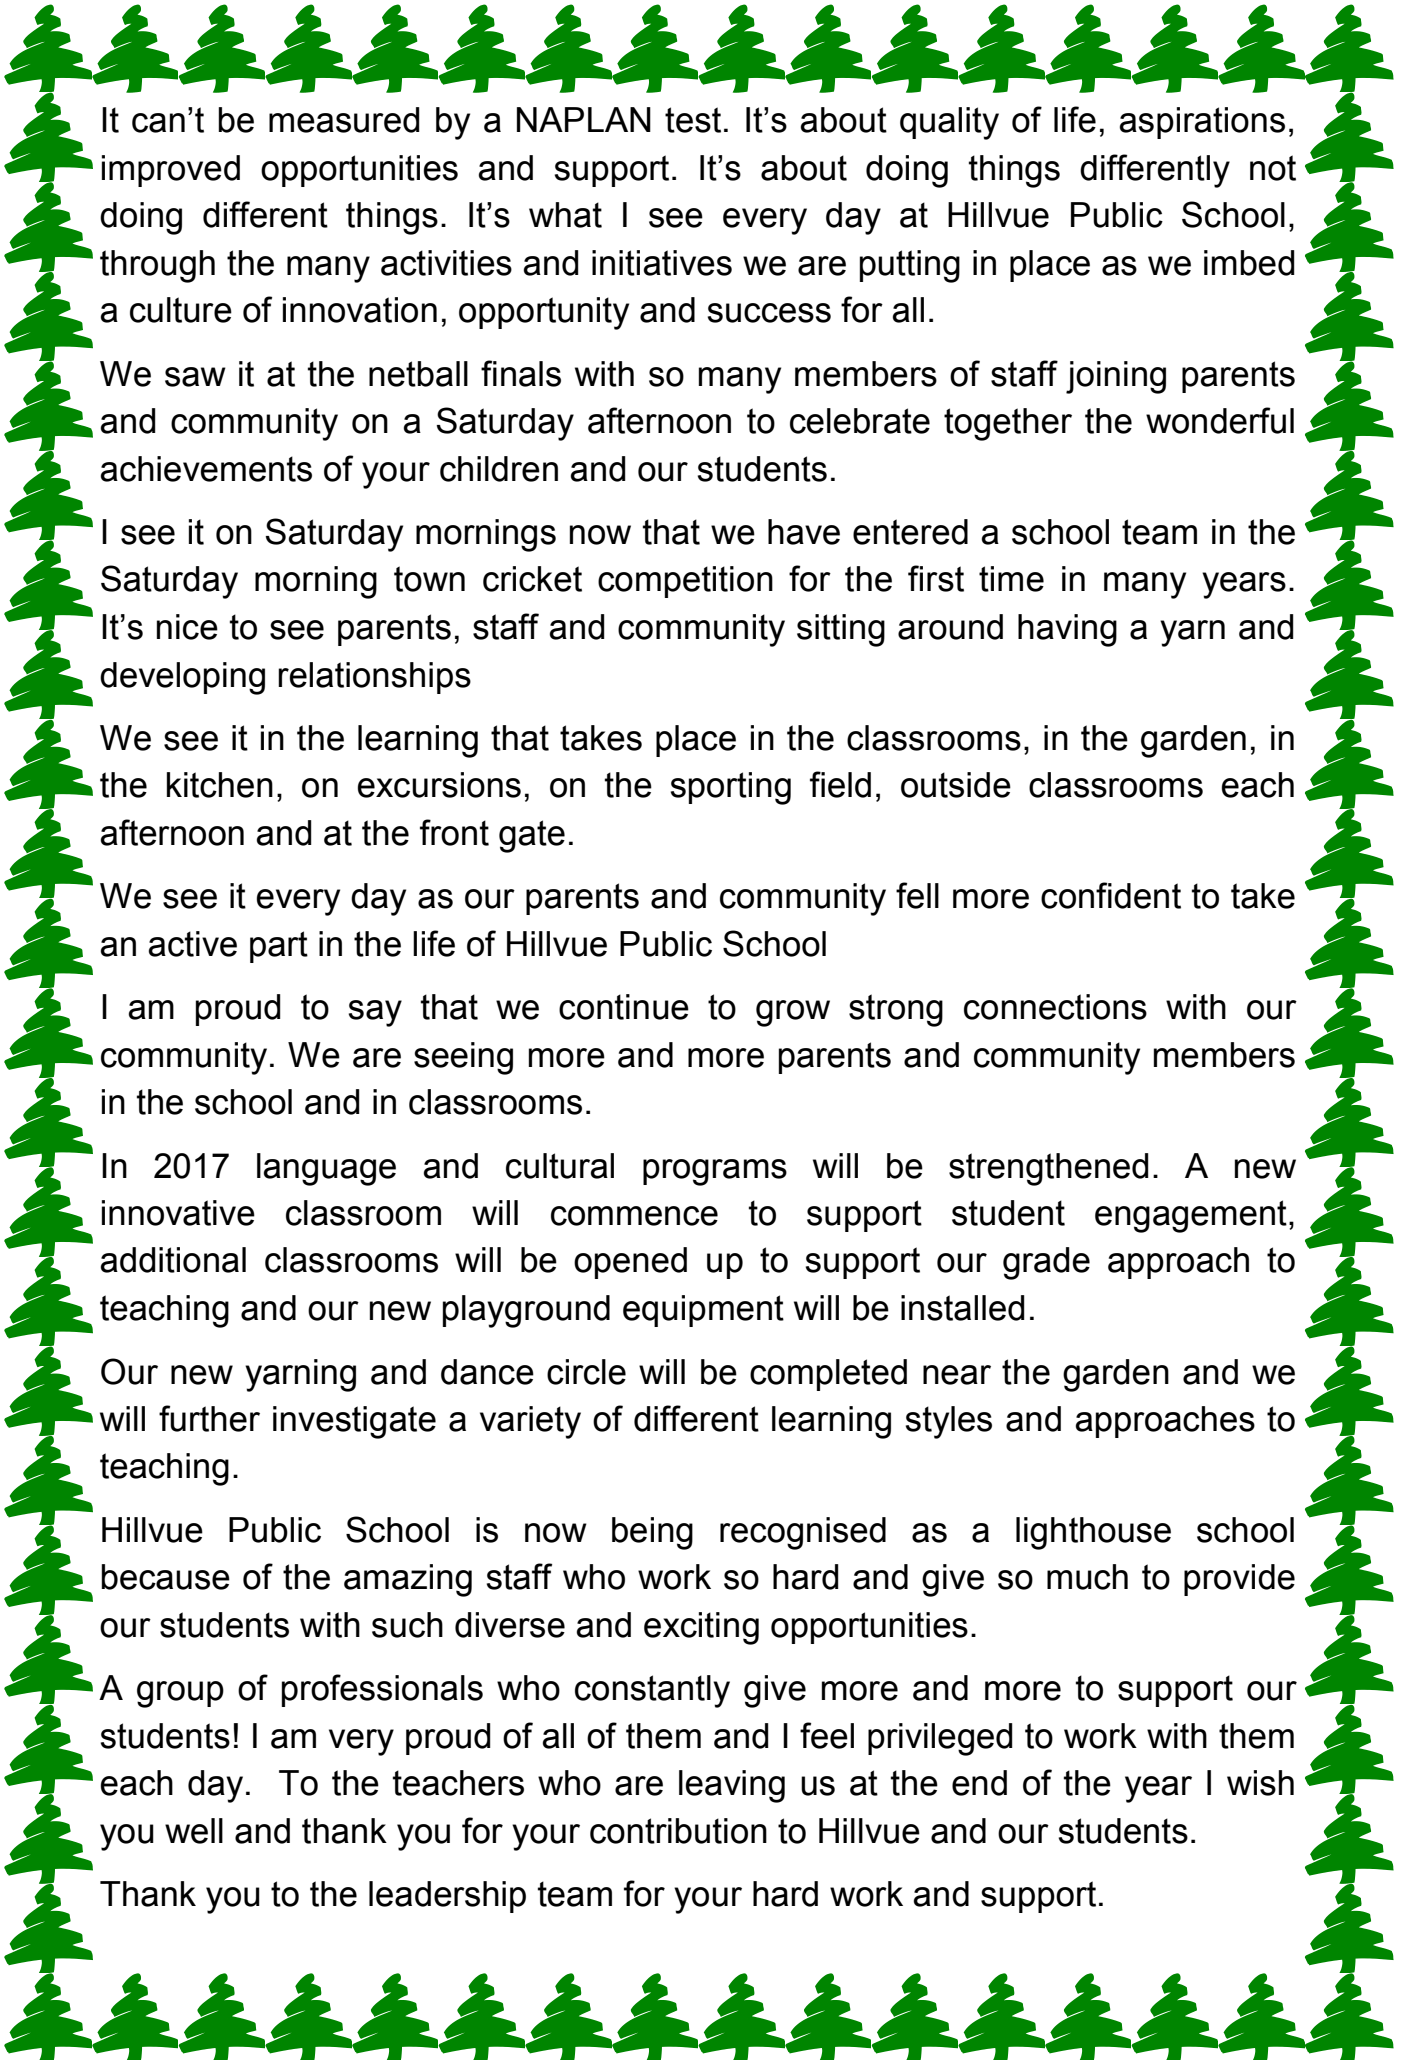 It can’t be measured by a NAPLAN test. It’s about quality of life, aspirations,
improved opportunities and support. It’s about doing things differently not
doing different things. It’s what I see every day at Hillvue Public School,
through the many activities and initiatives we are putting in place as we imbed
a culture of innovation, opportunity and success for all.
We saw it at the netball finals with so many members of staff joining parents
and community on a Saturday afternoon to celebrate together the wonderful
achievements of your children and our students.
I see it on Saturday mornings now that we have entered a school team in the
Saturday morning town cricket competition for the first time in many years.
It’s nice to see parents, staff and community sitting around having a yarn and
developing relationships
We see it in the learning that takes place in the classrooms, in the garden, in
the kitchen, on excursions, on the sporting field, outside classrooms each
afternoon and at the front gate.
We see it every day as our parents and community fell more confident to take
an active part in the life of Hillvue Public School
I am proud to say that we continue to grow strong connections with our
community. We are seeing more and more parents and community members
in the school and in classrooms.
In 2017 language and cultural programs will be strengthened. A new
innovative classroom will commence to support student engagement,
additional classrooms will be opened up to support our grade approach to
teaching and our new playground equipment will be installed.
Our new yarning and dance circle will be completed near the garden and we
will further investigate a variety of different learning styles and approaches to
teaching.
Hillvue Public School is now being recognised as a lighthouse school
because of the amazing staff who work so hard and give so much to provide
our students with such diverse and exciting opportunities.
A group of professionals who constantly give more and more to support our
students! I am very proud of all of them and I feel privileged to work with them
each day.  To the teachers who are leaving us at the end of the year I wish
you well and thank you for your contribution to Hillvue and our students.
Thank you to the leadership team for your hard work and support.